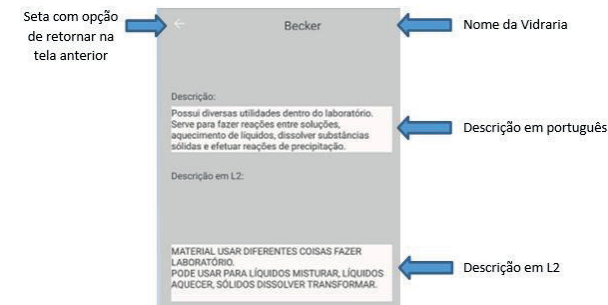 Seta com opção
de retornar na
tela anterior
Becker
Nome da Vidraria
Descrição:
Possui diversas utilidades dentro do laboratório.
Serve para fazer reações entre soluções,
aquecimento de líquidos, dissolver substâncias
sólidas e efetuar reações de precipitação.
Descrição em português
Descrição em L2:
MATERIAL USAR DIFERENTES COISAS FAZER
LABORATÓRIO.
PODE USAR PARA LÍQUIDOS MISTURAR, LÍQUIDOS
AQUECER, SÓLIDOS DISSOLVER TRANSFORMAR.
Descrição em L2